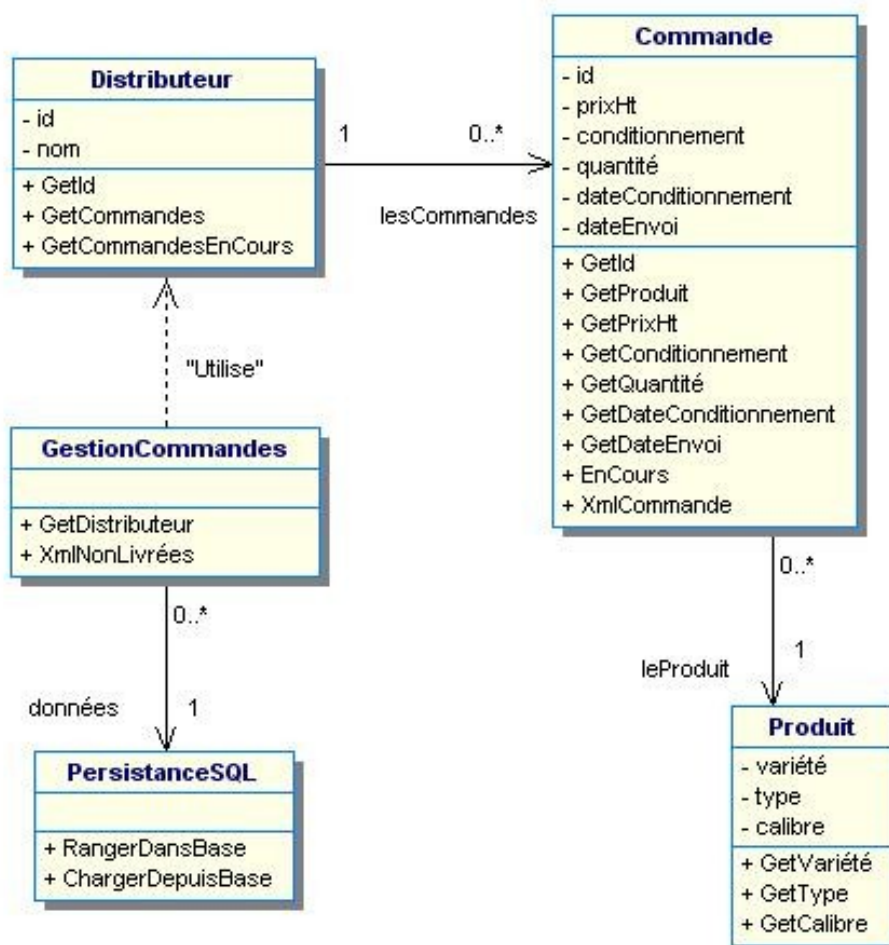 Distributeur
- id
- nom
+ GetId
+ GetCommandes
+ GetCommandesEnCours
1
0..*
lesCommandes
Commande
- id
- prixHt
- conditionnement
- quantité
- dateConditionnement
- dateEnvoi
+ GetId
+ GetProduit
+ GetPrixHt
+ GetConditionnement
+ GetQuantité
+ GetDateConditionnement
+ GetDateEnvoi
+ EnCours
+ XmlCommande
"Utilise"
GestionCommandes
+ GetDistributeur
+ XmlNonLivrées
0..*
données
1
PersistanceSQL
+ RangerDansBase
+ ChargerDepuisBase
0..*
leProduit
1
Produit
- variété
- type
- calibre
+ GetVariété
+ GetType
+ GetCalibre